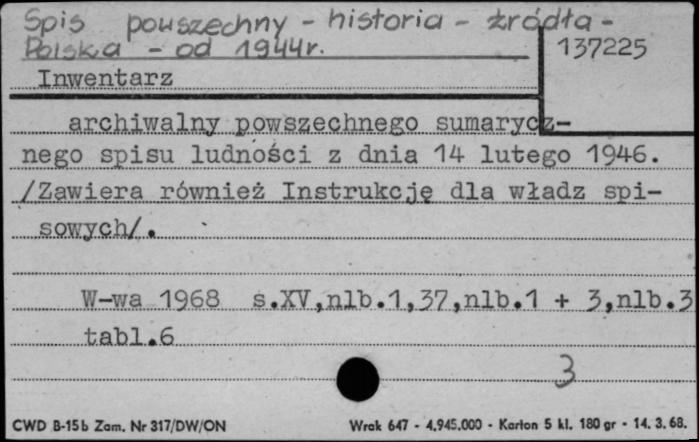 Spis powszechny - historia - źródła -
Polska - od 1944r.
137225
Inwentarz
archiwalny powszechnego sumarycz-
nego spisu ludności z dnia 14 lutego 1946.
/Zawiera również Instrukcję dla władz spi-
sowych/.
W-wa 1968 s.XV,nlb.1,37,nlb.1 + 3,nlb.3
tabl.6
3
CWD B-15b Zam. Nr 317/DW/ON
Wrak 647 - 4.945.000 - Karton 5 kl. 180 gr - 14. 3. 68.